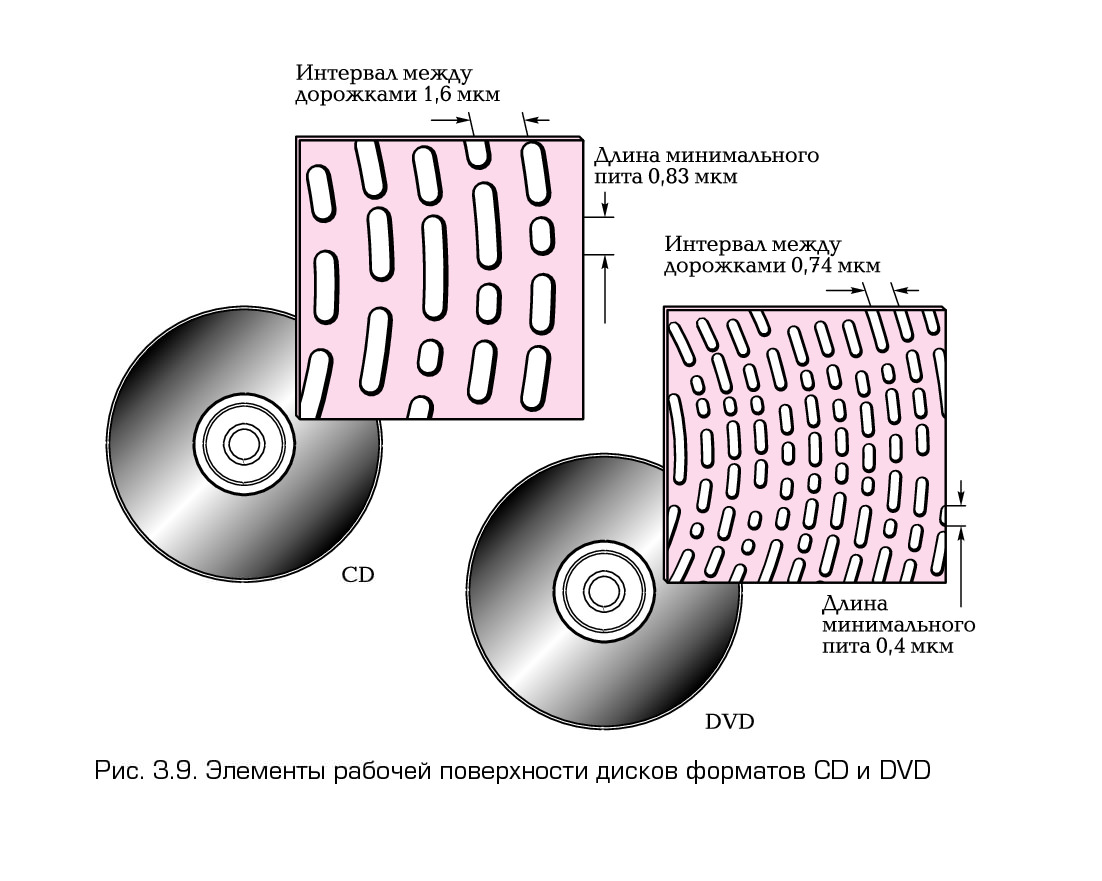 Интервал между
дорожками 1,6 мкм
Длина минимального
пита 0,83 мкм
Интервал между
дорожками 0,74 мкм
CD
Длина
минимального
пита 0,4 мкм
DVD
Рис. 3.9. Элементы рабочей поверхности дисков форматов CD и DVD